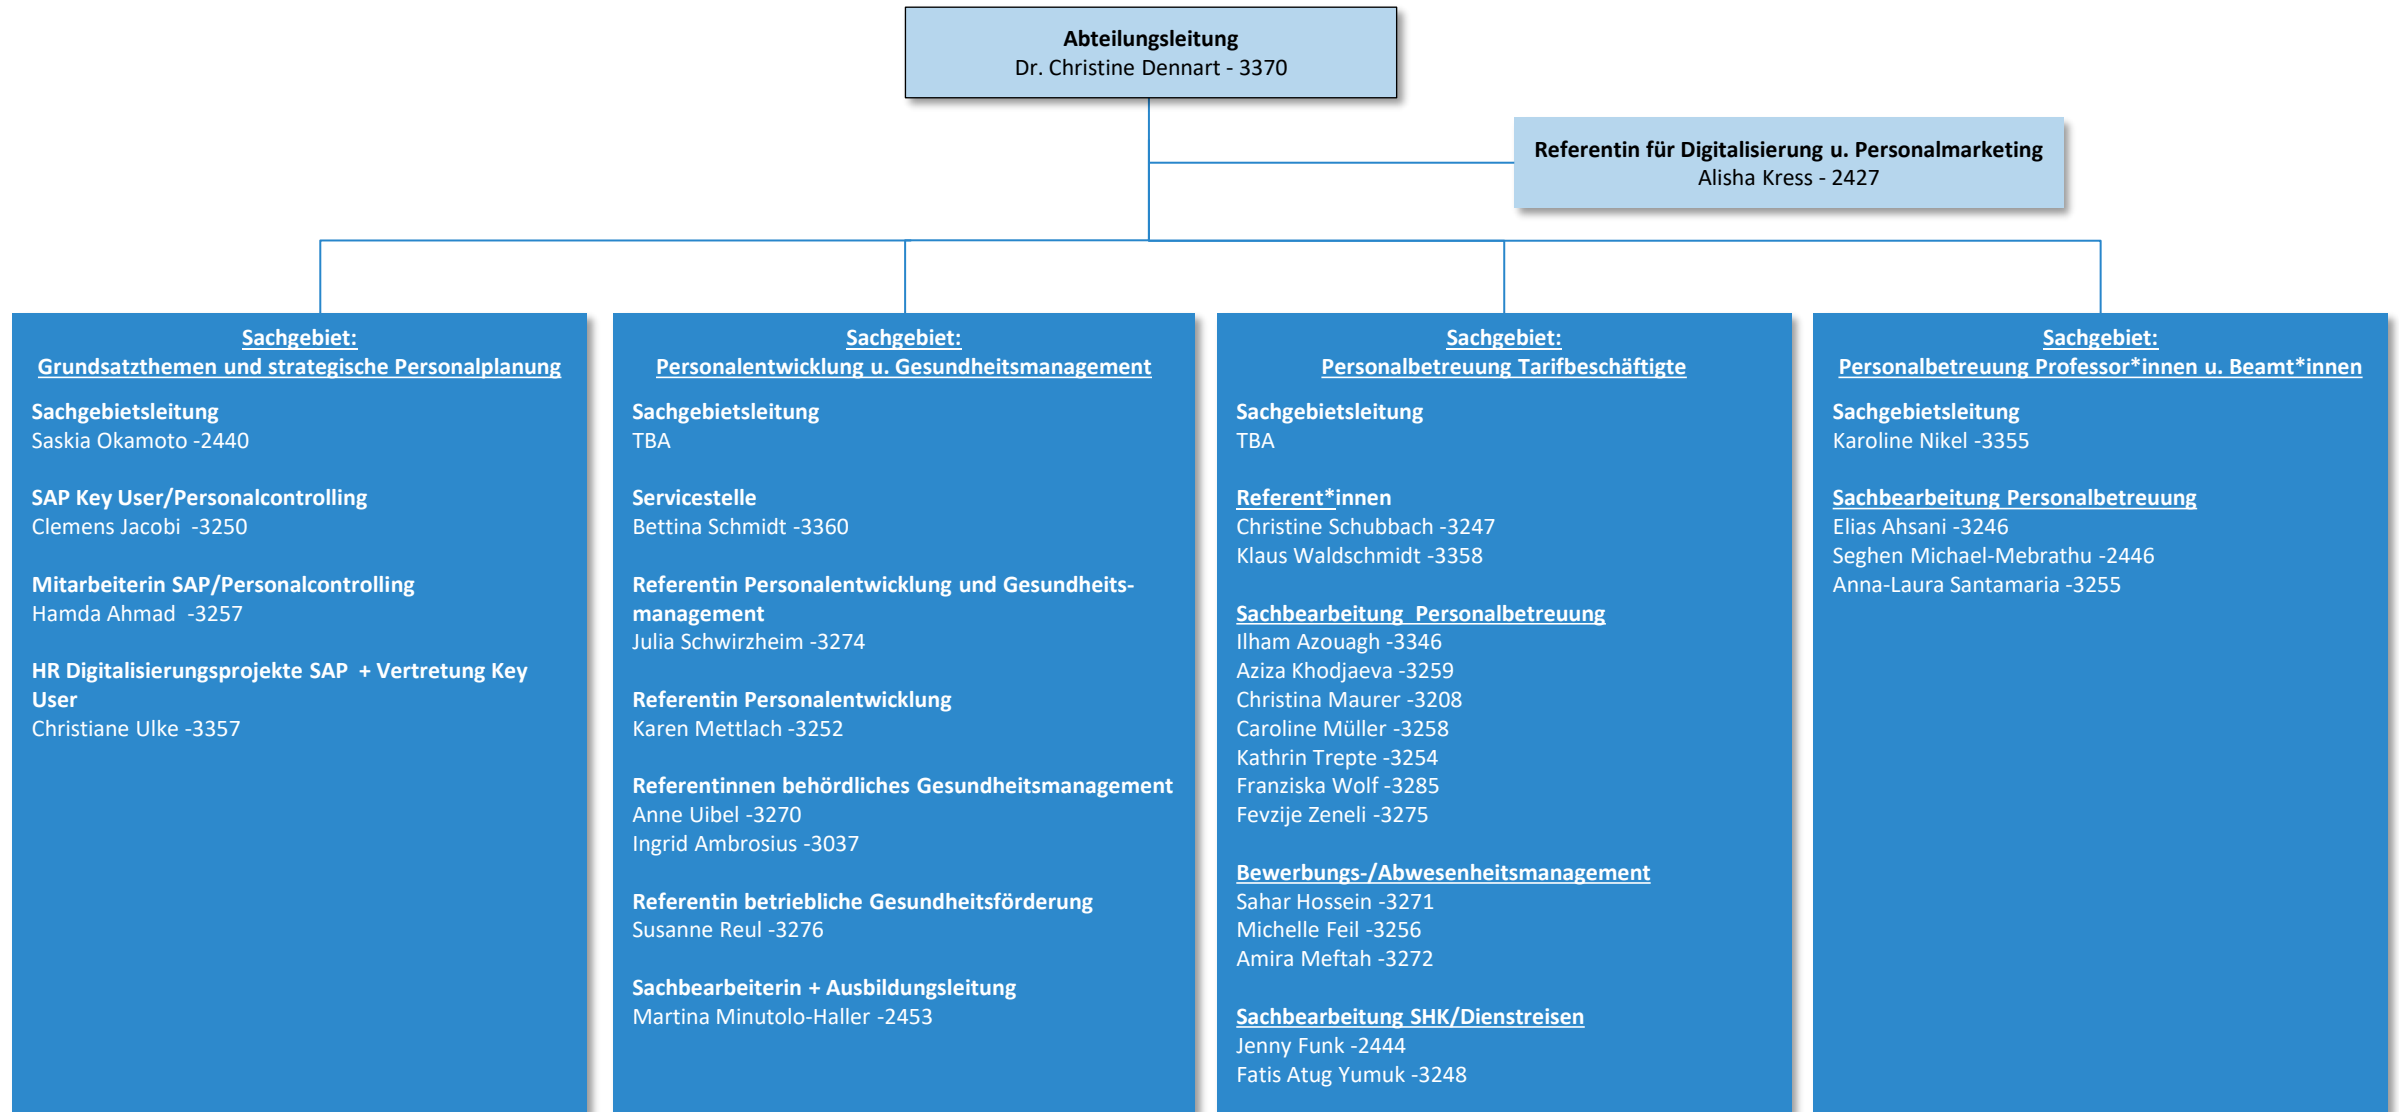 Abteilungsleitung
Dr. Christine Dennart - 3370
Referentin für Digitalisierung u. Personalmarketing
Alisha Kress - 2427
Sachgebiet:
Grundsatzthemen und strategische Personalplanung
Sachgebietsleitung
Saskia Okamoto -2440
SAP Key User/Personalcontrolling
Clemens Jacobi -3250
Mitarbeiterin SAP/Personalcontrolling
Hamda Ahmad -3257
HR Digitalisierungsprojekte SAP + Vertretung Key
User
Christiane Ulke -3357
Sachgebiet:
Personalentwicklung u. Gesundheitsmanagement
Sachgebietsleitung
TBA
Servicestelle
Bettina Schmidt -3360
Referentin Personalentwicklung und Gesundheits-
management
Julia Schwirzheim -3274
Referentin Personalentwicklung
Karen Mettlach -3252
Referentinnen behördliches Gesundheitsmanagement
Anne Uibel -3270
Ingrid Ambrosius -3037
Referentin betriebliche Gesundheitsförderung
Susanne Reul -3276
Sachbearbeiterin + Ausbildungsleitung
Martina Minutolo-Haller -2453
Sachgebiet:
Personalbetreuung Tarifbeschäftigte
Sachgebietsleitung
TBA
Referent*innen
Christine Schubbach -3247
Klaus Waldschmidt -3358
Sachbearbeitung Personalbetreuung
Ilham Azouagh -3346
Aziza Khodjaeva -3259
Christina Maurer -3208
Caroline Müller -3258
Kathrin Trepte -3254
Franziska Wolf -3285
Fevzije Zeneli -3275
Bewerbungs-/Abwesenheitsmanagement
Sahar Hossein -3271
Michelle Feil -3256
Amira Meftah -3272
Sachbearbeitung SHK/Dienstreisen
Jenny Funk -2444
Fatis Atug Yumuk -3248
Sachgebiet:
Personalbetreuung Professor*innen u. Beamt*innen
Sachgebietsleitung
Karoline Nikel -3355
Sachbearbeitung Personalbetreuung
Elias Ahsani -3246
Seghen Michael-Mebrathu -2446
Anna-Laura Santamaria -3255